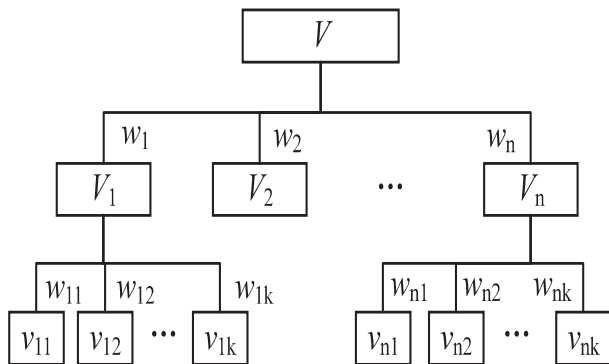 V
w1 w2 wn
V1 V2 ... Vn
w11 w12 w1k wn1 wn2 wnk
v11 v12 ... v1k vn1 vn2 ... vnk